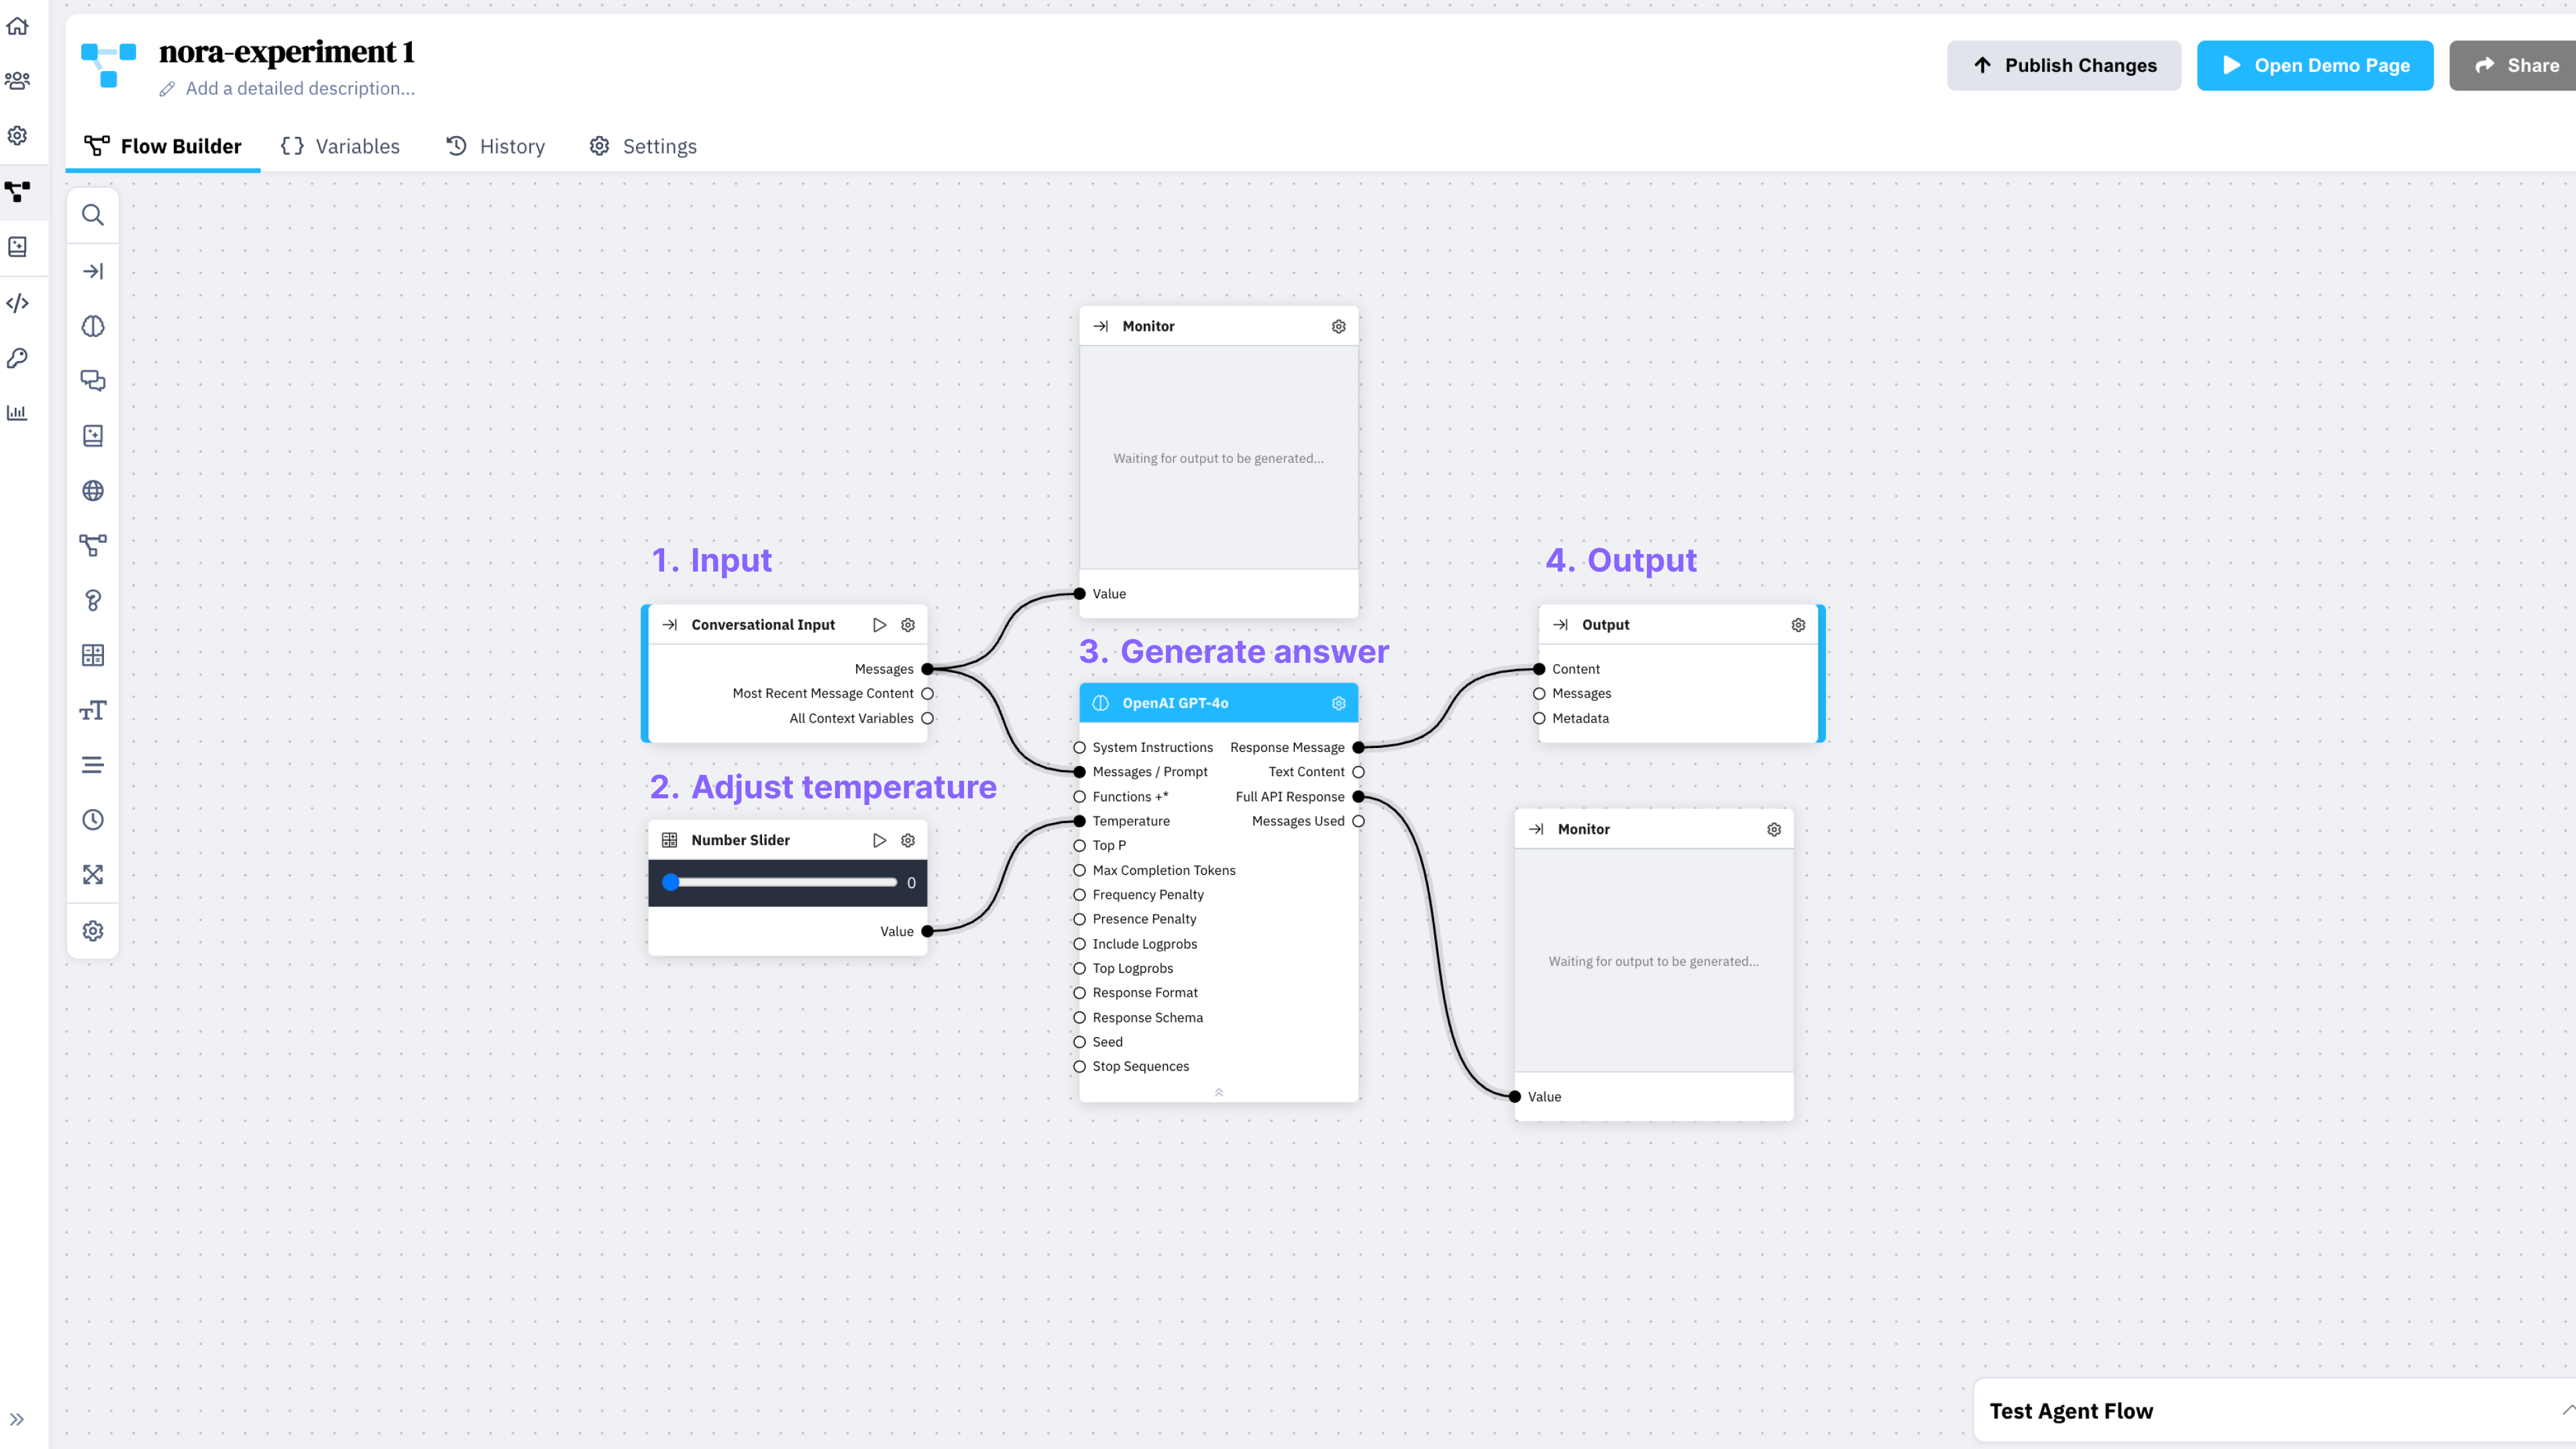 nora-experiment 1
Add a detailed description...
Publish Changes
Open Demo Page
Share
Flow Builder
Variables
History
Settings
Monitor
Waiting for output to be generated...
Value
1. Input
Conversational Input
Messages
Most Recent Message Content
All Context Variables
2. Adjust temperature
Number Slider
0
Value
3. Generate answer
OpenAI GPT-4o
System Instructions Response Message
Messages / Prompt Text Content
Functions +* Full API Response
Temperature Messages Used
Top P
Max Completion Tokens
Frequency Penalty
Presence Penalty
Include Logprobs
Top Logprobs
Response Format
Response Schema
Seed
Stop Sequences
4. Output
Output
Content
Messages
Metadata
Monitor
Waiting for output to be generated...
Value
Test Agent Flow